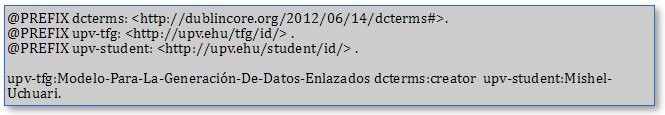 @PREFIX dcterms: <http://dublincore.org/2012/06/14/dcterms#>.
@PREFIX upv-tfg: <http://upv.ehu/tfg/id/> .
@PREFIX upv-student: <http://upv.ehu/student/id/> .
upv-tfg:Modelo-Para-La-Generación-De-Datos-Enlazados dcterms:creator upv-student:Mishel-
Uchuari.